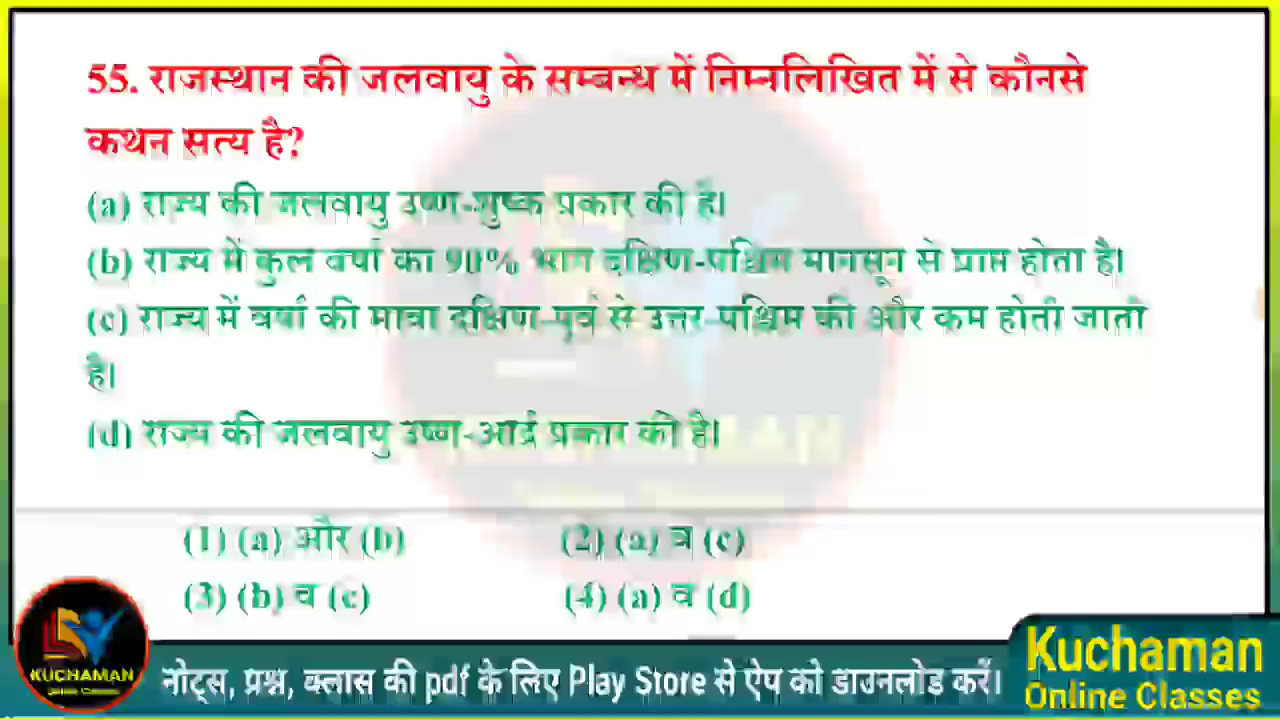 55. राजस्थान की जलवायु के सम्बन्ध में निम्नलिखित में से कौनसे
कथन सत्य है?
(a) राज्य की जलवायु उष्ण-शुष्क प्रकार की है।
(b) राज्य में कुल वर्षा का 90% भाग दक्षिण-पश्चिम मानसून से प्राप्त होता है।
(c) राज्य में वर्षा की मात्रा दक्षिण-पूर्व से उत्तर-पश्चिम की और कम होती जाती
है।
(d) राज्य की जलवायु उष्ण-आर्द्र प्रकार की है।
(1) (a) और (b) (2) (a) व (c)
(3) (b) व (c) (4) (a) व (d)
KUCHAMAN
नोट्स, प्रश्न, क्लास की pdf के लिए Play Store से ऐप को डाउनलोड करें।
Kuchaman
Online Classes